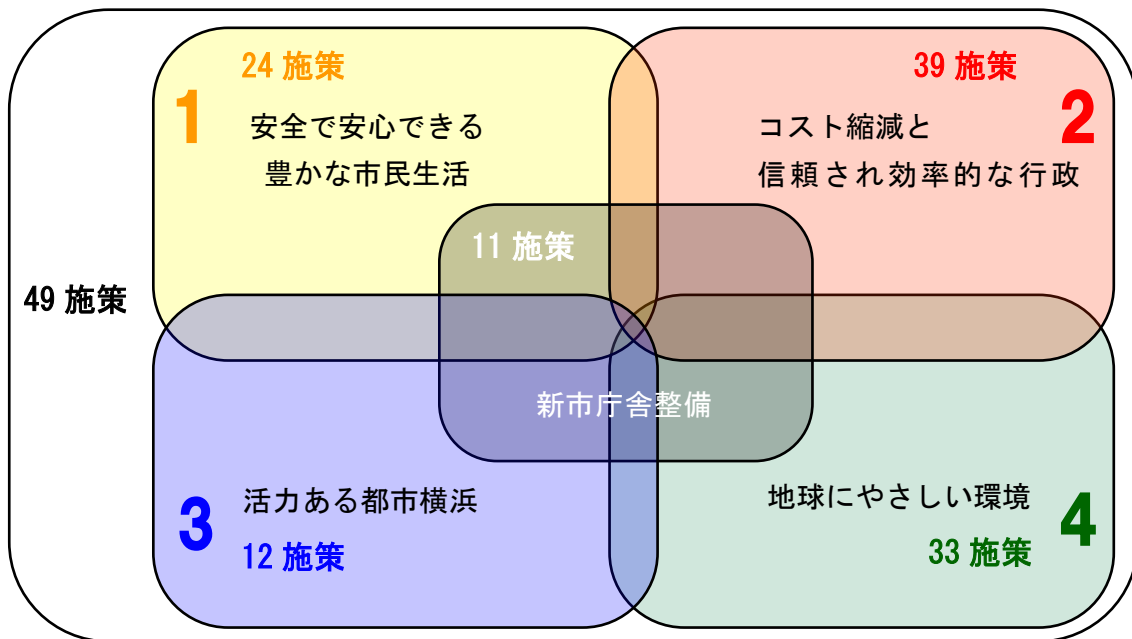 24 施策
1
安全で安心できる
豊かな市民生活
39 施策
2
コスト縮減と
信頼され効率的な行政
11 施策
49 施策
新市庁舎整備
3
活力ある都市横浜
12 施策
地球にやさしい環境
4
33 施策